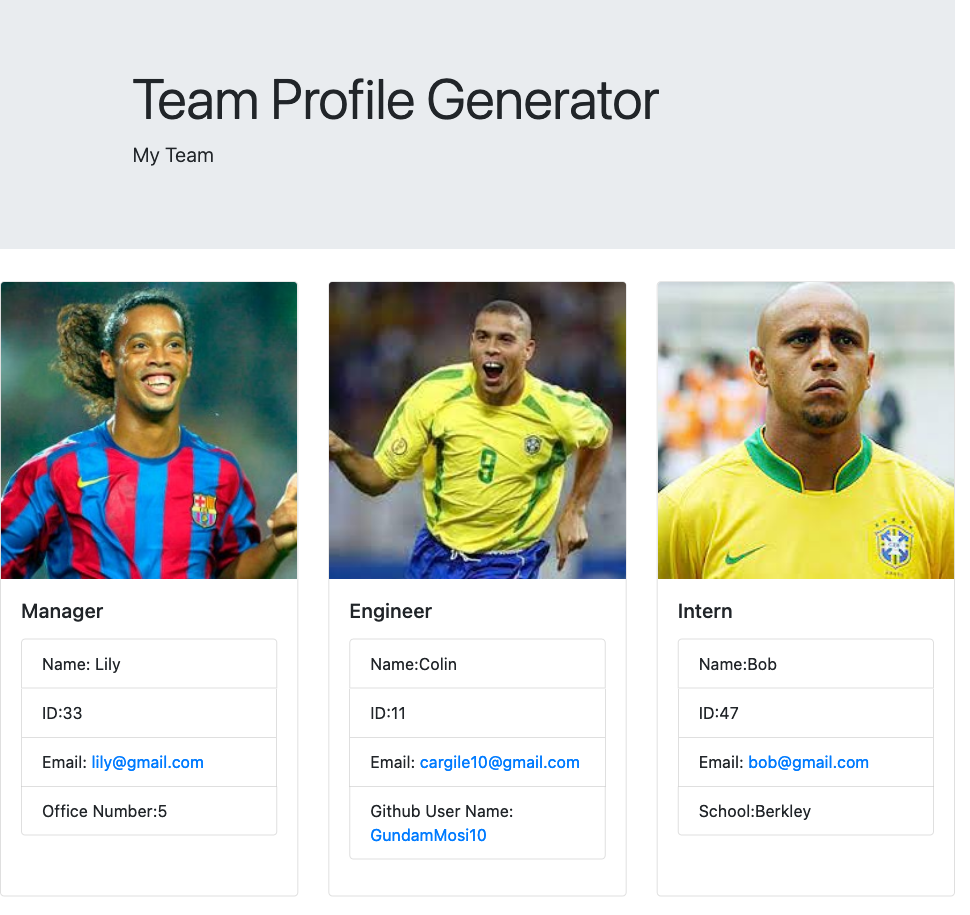 Team Profile Generator
My Team
9
Manager
Name: Lily
ID:33
Email: lily@gmail.com
Office Number:5
Engineer
Name:Colin
ID:11
Email: cargile10@gmail.com
Github User Name:
GundamMosi10
Intern
Name:Bob
ID:47
Email: bob@gmail.com
School:Berkley